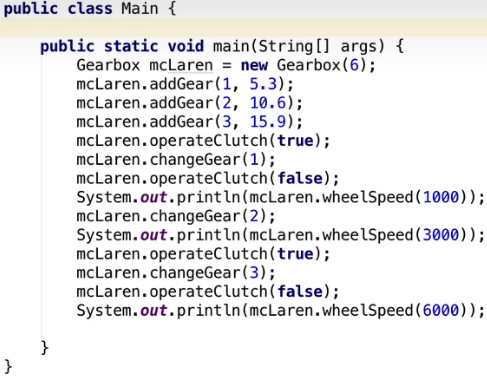 public class Main {
public static void main(String[] args) {
Gearbox mcLaren = new Gearbox(6);
mcLaren.addGear(1, 5.3);
mcLaren.addGear(2, 10.6);
mcLaren.addGear(3, 15.9);
mcLaren.operateClutch(true);
mcLaren.changeGear(1);
mcLaren.operateClutch(false);
System.out.println(mcLaren.wheelSpeed(1000));
mcLaren.changeGear(2);
System.out.println(mcLaren.wheelSpeed(3000));
mcLaren.operateClutch(true);
mcLaren.changeGear(3);
mcLaren.operateClutch(false);
System.out.println(mcLaren.wheelSpeed(6000));
}
}